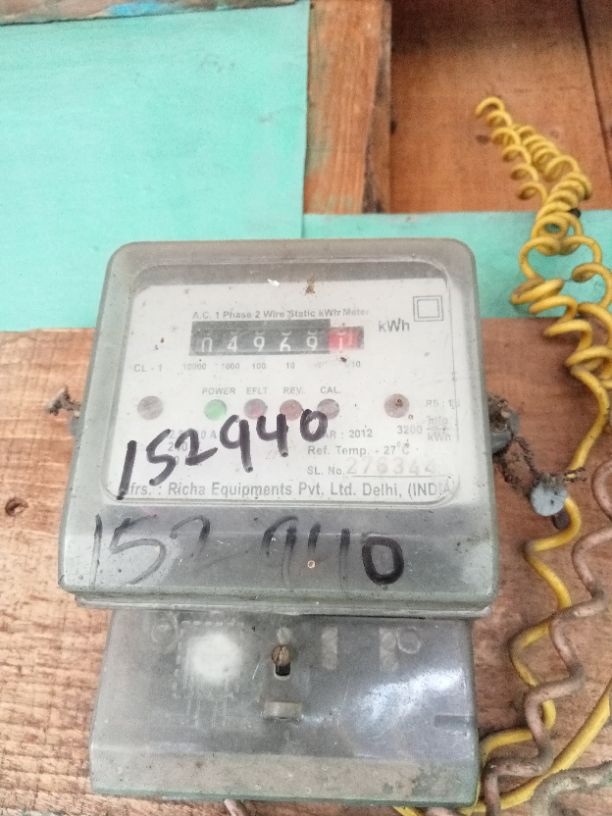 A.C. 1 Phase 2 Wire Static kWh Meter
04969 kWh
CL - 1 10000 1000 100 10
POWER EFLT REV. CAL.
3200
: 2012
Ref. Temp. - 27°C
SL. No. 276344
152940
Mfrs. : Richa Equipments Pvt. Ltd. Delhi, (INDIA)
152940